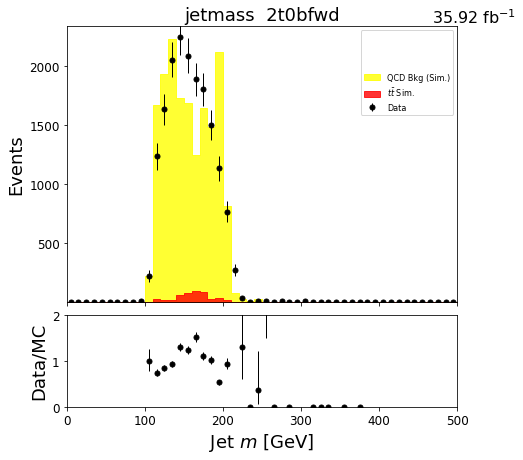 jetmass 2t0bfwd
35.92 fb⁻¹
QCD Bkg (Sim.)
tt̄ Sim.
Data
Events
2000
1500
1000
500
Data/MC
2
1
0
0 100 200 300 400 500
Jet m [GeV]